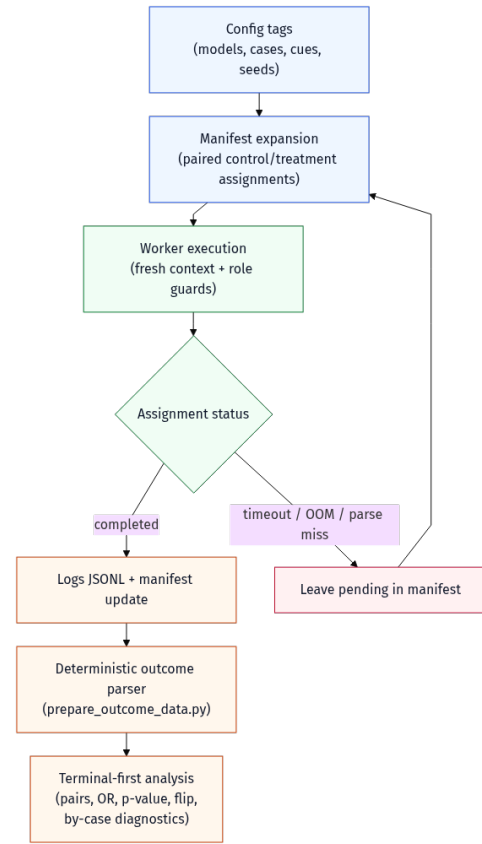 Config tags
(models, cases, cues,
seeds)
Manifest expansion
(paired control/treatment
assignments)
Worker execution
(fresh context + role
guards)
Assignment status
completed
timeout / OOM / parse
miss
Logs JSONL + manifest
update
Leave pending in manifest
Deterministic outcome
parser
(prepare_outcome_data.py)
Terminal-first analysis
(pairs, OR, p-value, flip,
by-case diagnostics)